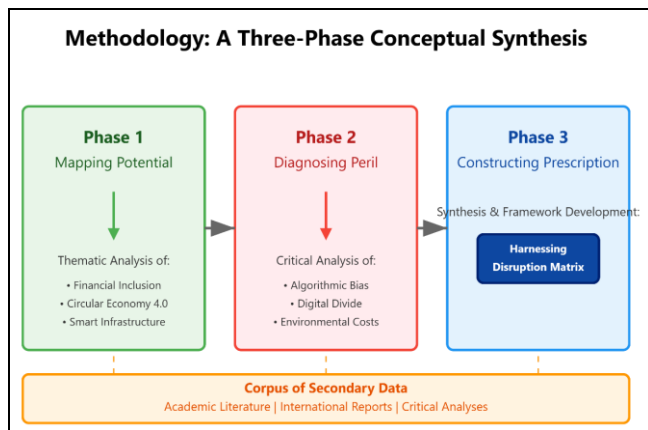 Methodology: A Three-Phase Conceptual Synthesis
Phase 1
Mapping Potential
Thematic Analysis of:
• Financial Inclusion
• Circular Economy 4.0
• Smart Infrastructure
Phase 2
Diagnosing Peril
Critical Analysis of:
• Algorithmic Bias
• Digital Divide
• Environmental Costs
Phase 3
Constructing Prescription
Synthesis & Framework Development:
Harnessing
Disruption Matrix
Corpus of Secondary Data
Academic Literature | International Reports | Critical Analyses